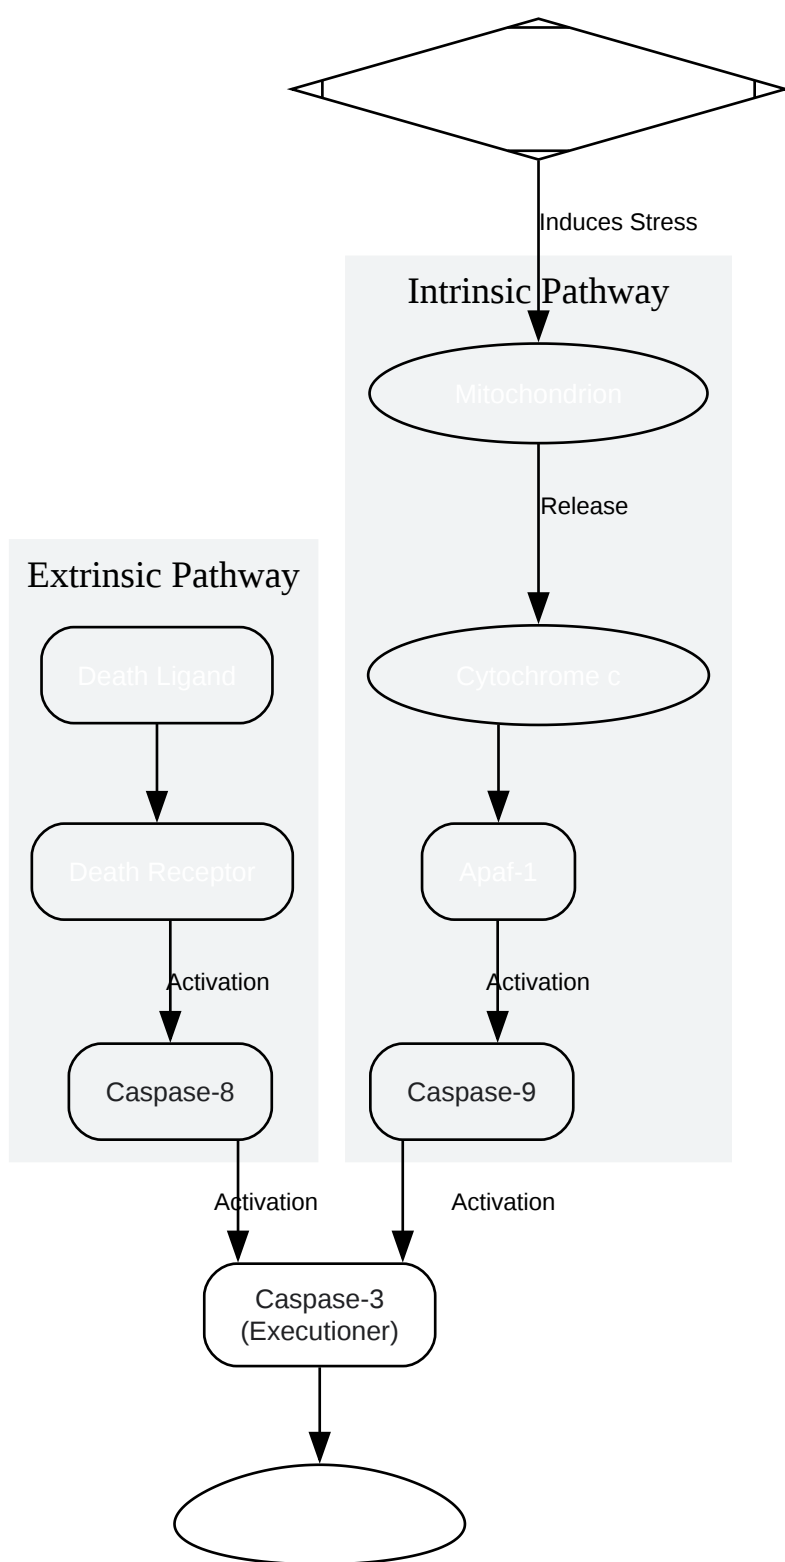 Induces Stress
Intrinsic Pathway
Mitochondrion
Release
Extrinsic Pathway
Death Ligand
Cytochrome c
Death Receptor
Apaf-1
Activation
Activation
Caspase-8
Caspase-9
Activation
Activation
Caspase-3
(Executioner)